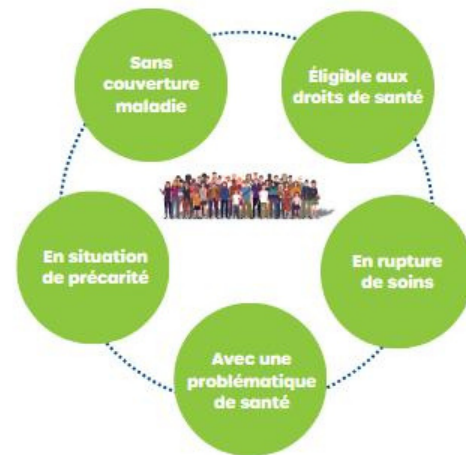 Sans
couverture
maladie
Éligible aux
droits de santé
En situation
de précarité
En rupture
de soins
Avec une
problématique
de santé